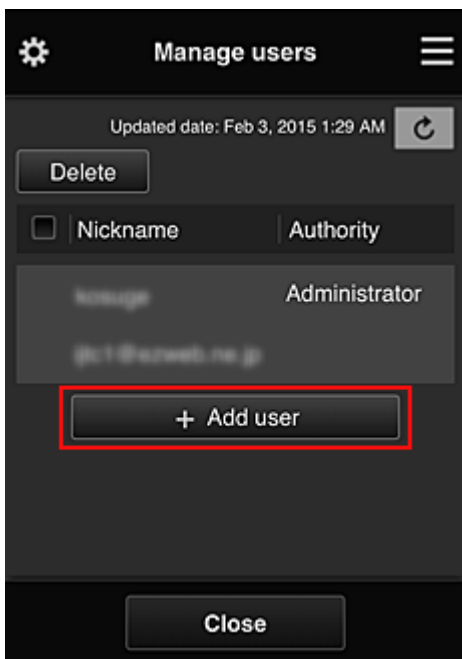 Manage users
Updated date: Feb 3, 2015 1:29 AM
Delete
Nickname Authority
Administrator
+ Add user
Close